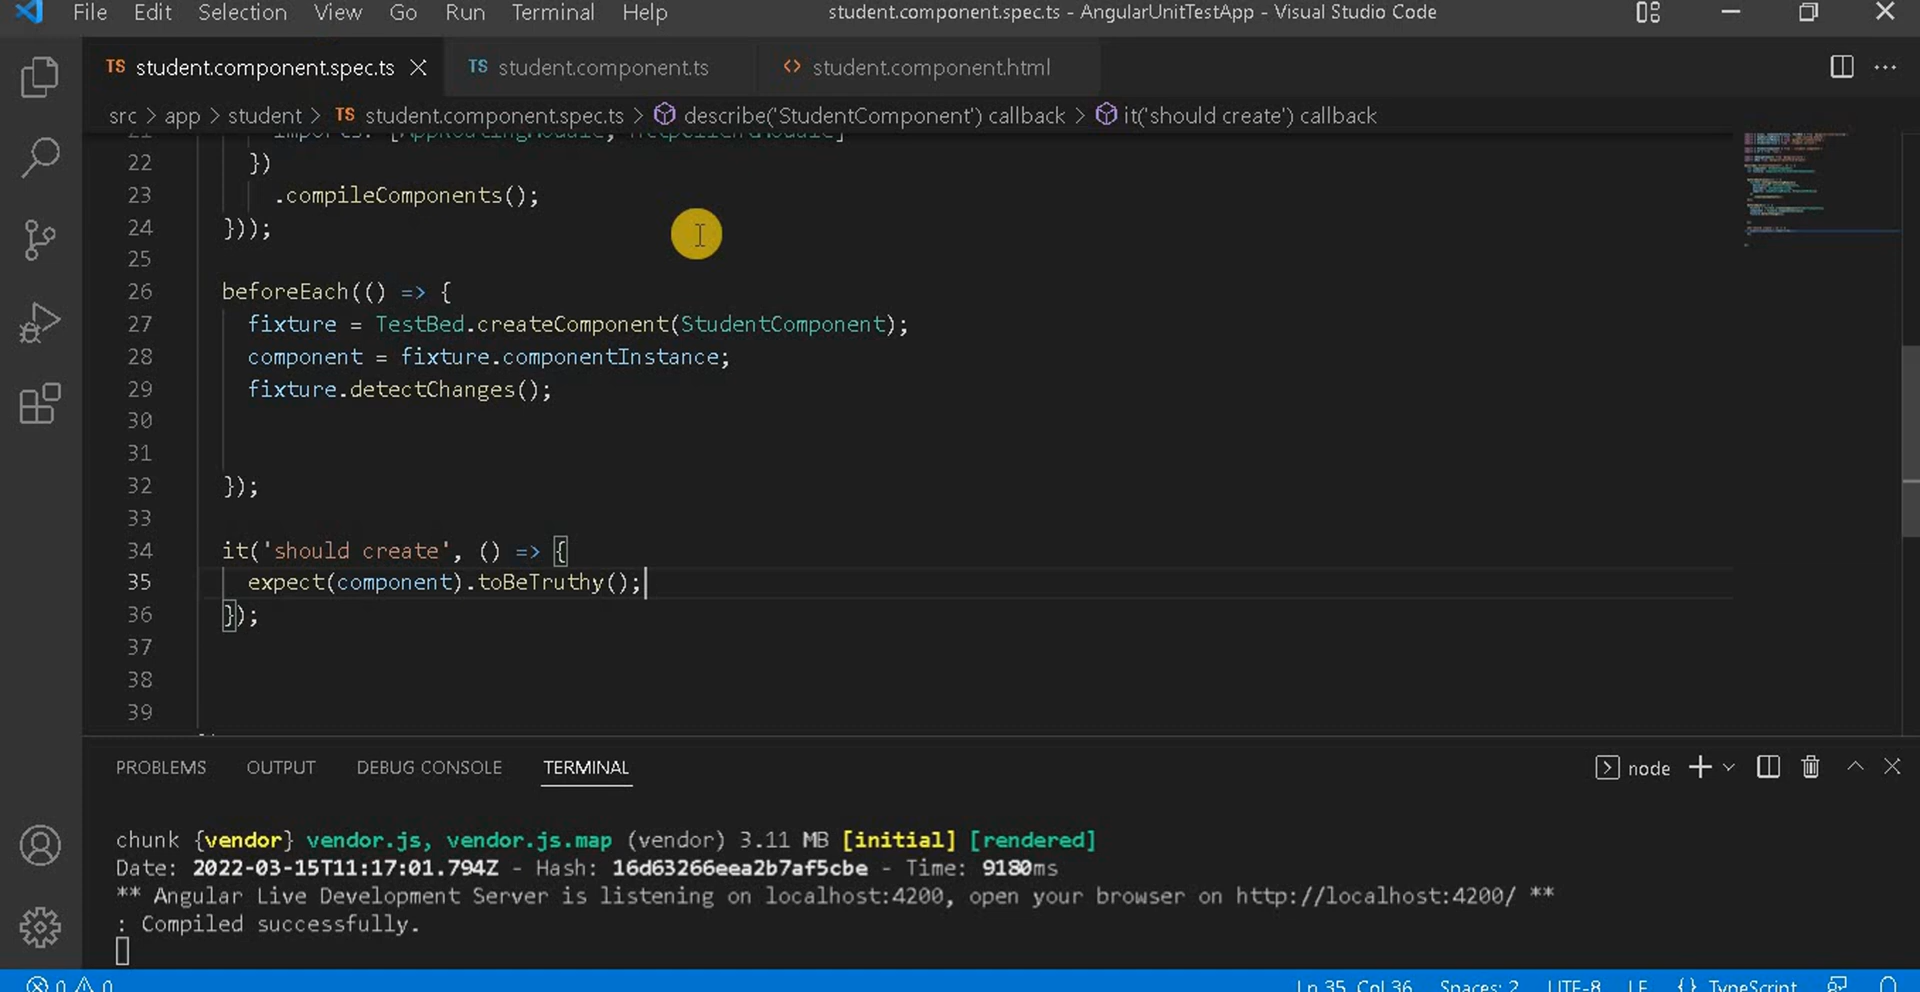 File Edit Selection View Go Run Terminal Help student.component.spec.ts - AngularUnitTestApp - Visual Studio Code
TS student.component.spec.ts TS student.component.ts <> student.component.html
src > app > student > TS student.component.spec.ts > describe('StudentComponent') callback > it('should create') callback
21 imports: [AppRoutingModule, HttpClientModule]
22 })
23 .compileComponents();
24 }));
25
26 beforeEach(() => {
27 fixture = TestBed.createComponent(StudentComponent);
28 component = fixture.componentInstance;
29 fixture.detectChanges();
30
31
32 });
33
34 it('should create', () => {
35 expect(component).toBeTruthy();
36 });
37
38
39
PROBLEMS OUTPUT DEBUG CONSOLE TERMINAL node
chunk {vendor} vendor.js, vendor.js.map (vendor) 3.11 MB [initial] [rendered]
Date: 2022-03-15T11:17:01.794Z - Hash: 16d63266eea2b7af5cbe - Time: 9180ms
** Angular Live Development Server is listening on localhost:4200, open your browser on http://localhost:4200/ **
: Compiled successfully.
0 0 Ln 35, Col 36 Spaces: 2 UTF-8 LF {} TypeScript